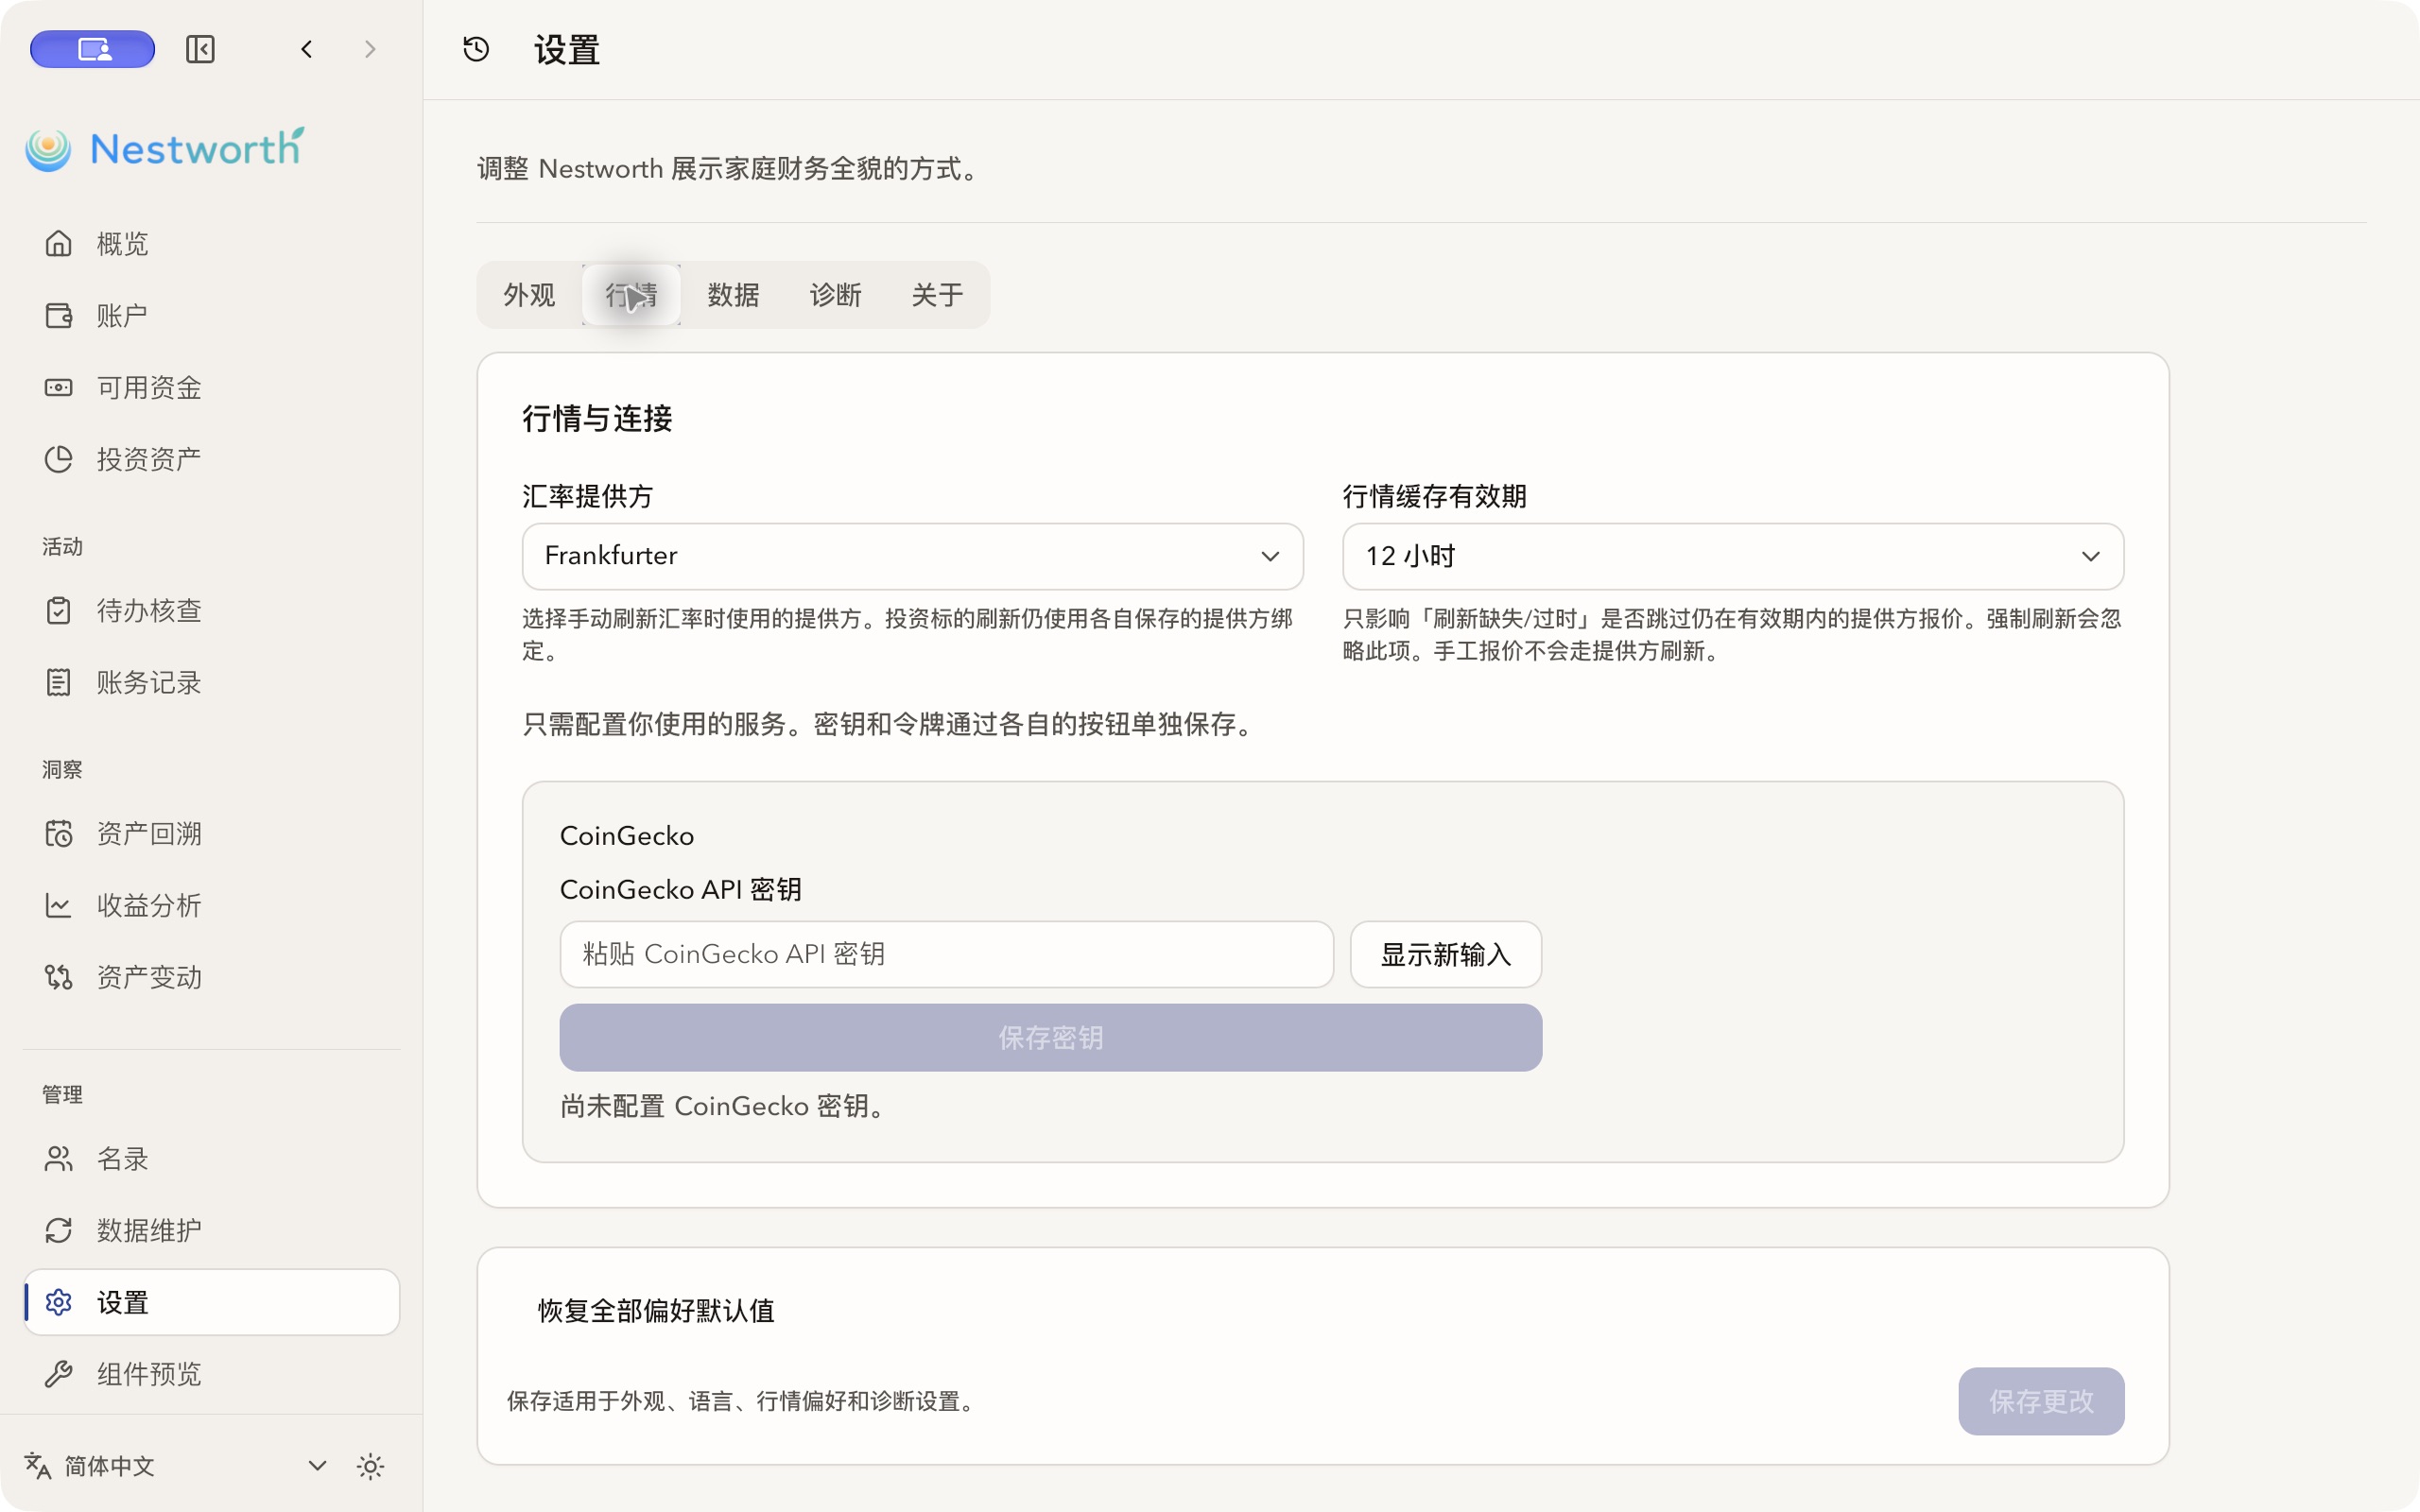 设置
Nestworth
概览
账户
可用资金
投资资产
活动
待办核查
账务记录
洞察
资产回溯
收益分析
资产变动
管理
名录
数据维护
设置
组件预览
简体中文
调整 Nestworth 展示家庭财务全貌的方式。
外观
行情
数据
诊断
关于
行情与连接
汇率提供方
Frankfurter
选择手动刷新汇率时使用的提供方。投资标的刷新仍使用各自保存的提供方绑
定。
行情缓存有效期
12 小时
只影响「刷新缺失/过时」是否跳过仍在有效期内的提供方报价。强制刷新会忽
略此项。手工报价不会走提供方刷新。
只需配置你使用的服务。密钥和令牌通过各自的按钮单独保存。
CoinGecko
CoinGecko API 密钥
粘贴 CoinGecko API 密钥
显示新输入
保存密钥
尚未配置 CoinGecko 密钥。
恢复全部偏好默认值
保存适用于外观、语言、行情偏好和诊断设置。
保存更改